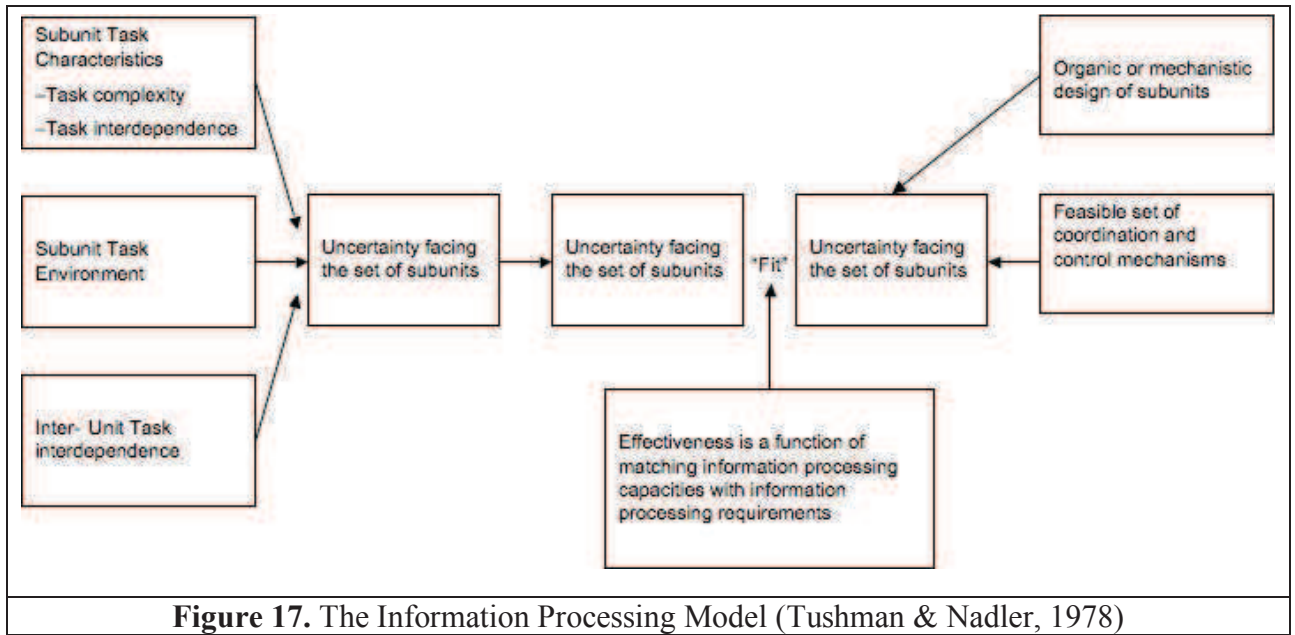 Subunit Task
Characteristics
–Task complexity
–Task interdependence
Subunit Task
Environment
Inter- Unit Task
interdependence
Uncertainty facing
the set of subunits
Uncertainty facing
the set of subunits
"Fit"
Uncertainty facing
the set of subunits
Organic or mechanistic
design of subunits
Feasible set of
coordination and
control mechanisms
Effectiveness is a function of
matching information processing
capacities with information
processing requirements
Figure 17. The Information Processing Model (Tushman & Nadler, 1978)